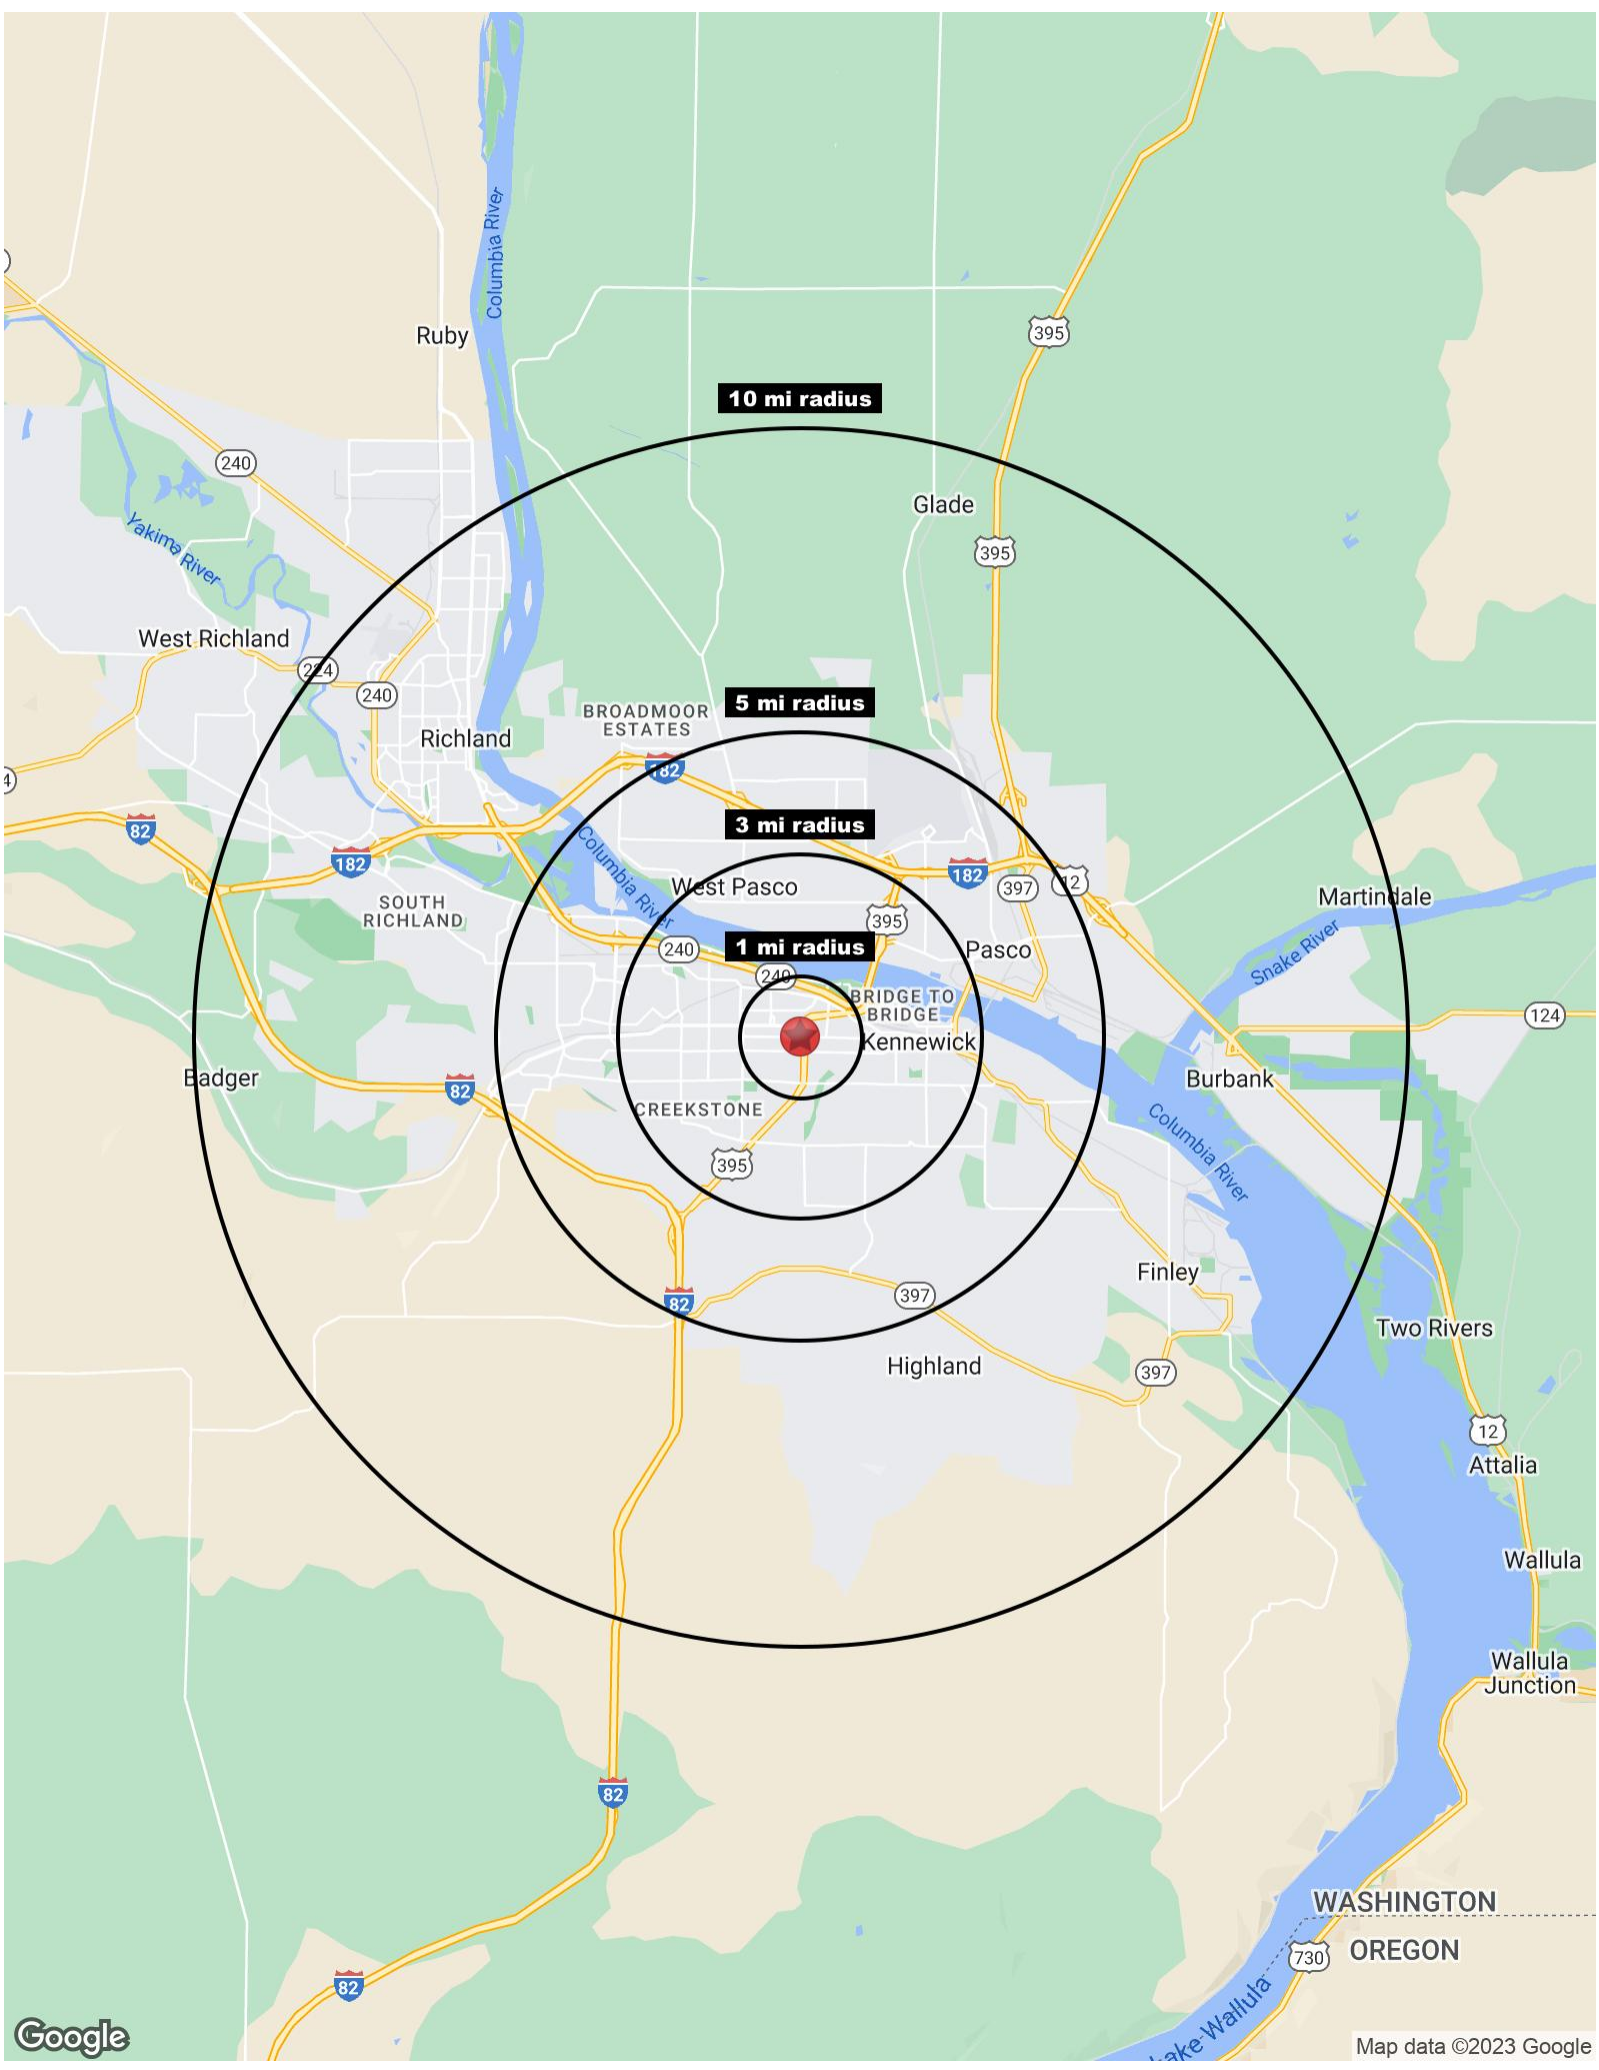 Columbia River
Ruby
395
10 mi radius
240
Glade
Yakima River
395
West Richland
224
240
5 mi radius
BROADMOOR
ESTATES
Richland
182
4
82
3 mi radius
182
Columbia River
182
12
397
West Pasco
Martindale
SOUTH
RICHLAND
395
1 mi radius
240
Pasco
Snake River
240
BRIDGE TO
BRIDGE
124
Kennewick
Badger
82
Burbank
CREEKSTONE
Columbia River
395
Finley
82
397
Two Rivers
Highland
397
12
Attalia
Wallula
Wallula
Junction
82
WASHINGTON
OREGON
730
82
ake Wallula
Google
Map data ©2023 Google